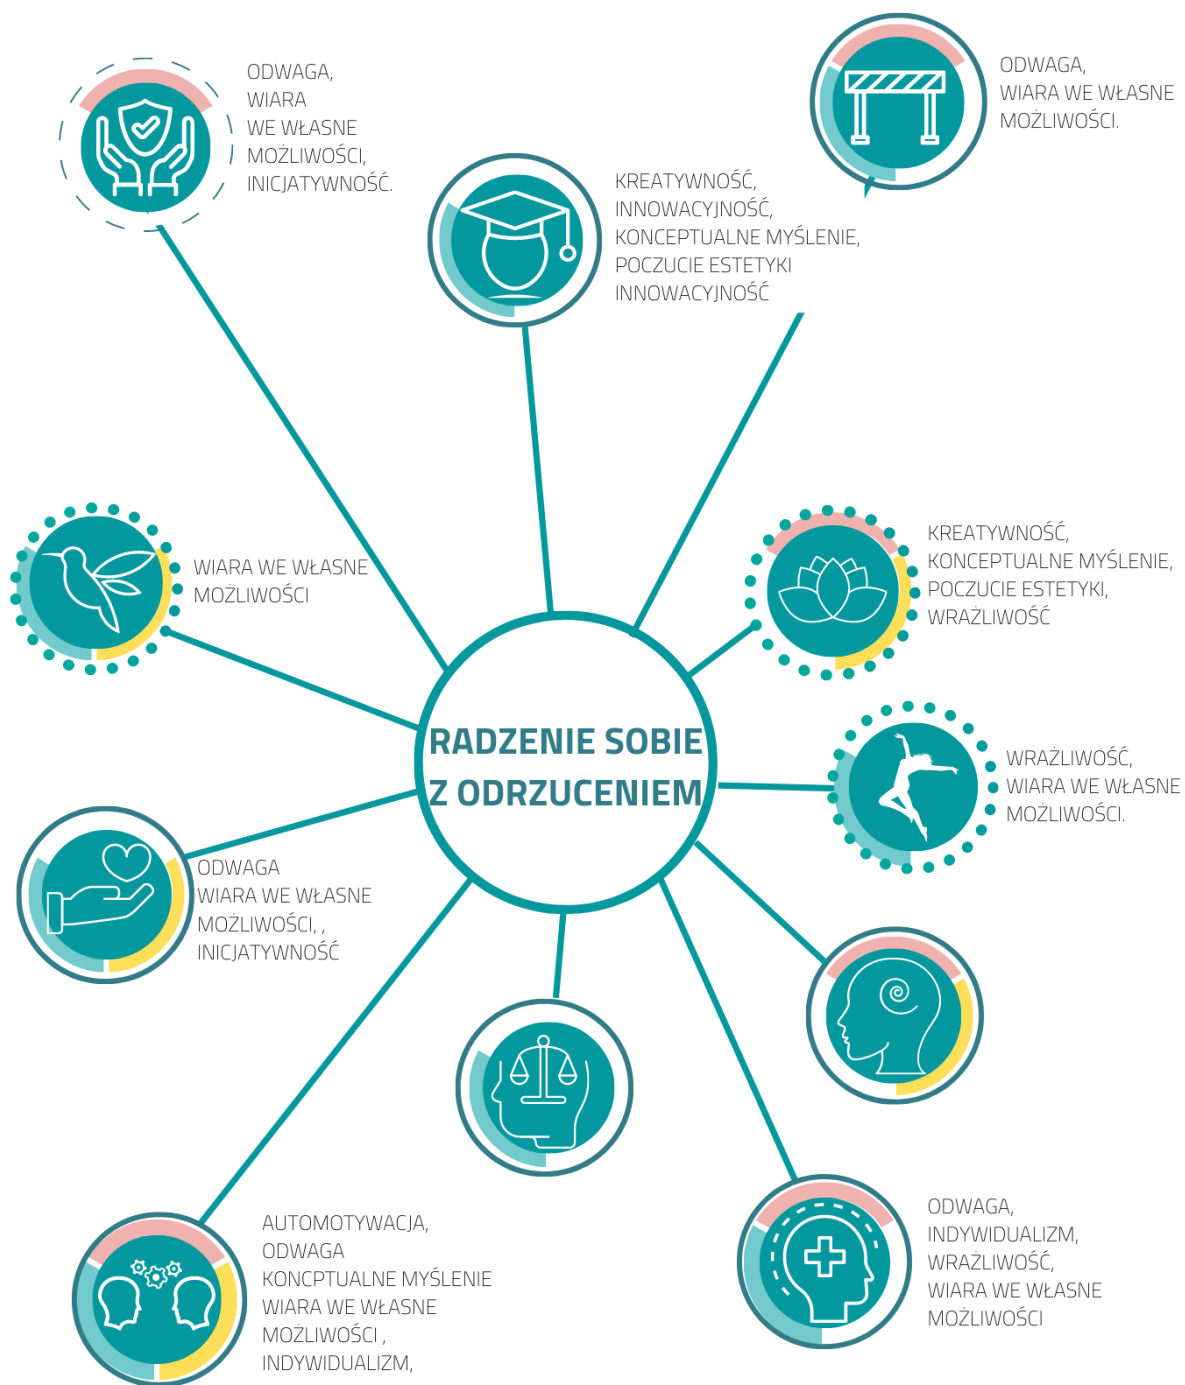 ODWAGA,
WIARA
WE WŁASNE
MOŻLIWOŚCI,
INICJATYWNOŚĆ.
ODWAGA,
WIARA WE WŁASNE
MOŻLIWOŚCI.
KREATYWNOŚĆ,
INNOWACYJNOŚĆ,
KONCEPTUALNE MYŚLENIE,
POCZUCIE ESTETYKI
INNOWACYJNOŚĆ
WIARA WE WŁASNE
MOŻLIWOŚCI
KREATYWNOŚĆ,
KONCEPTUALNE MYŚLENIE,
POCZUCIE ESTETYKI,
WRAŻLIWOŚĆ
RADZENIE SOBIE
Z ODRZUCENIEM
WRAŻLIWOŚĆ,
WIARA WE WŁASNE
MOŻLIWOŚCI.
ODWAGA
WIARA WE WŁASNE
MOŻLIWOŚCI, ,
INICJATYWNOŚĆ
AUTOMOTYWACJA,
ODWAGA
KONCPTUALNE MYŚLENIE
WIARA WE WŁASNE
MOŻLIWOŚCI ,
INDYWIDUALIZM,
ODWAGA,
INDYWIDUALIZM,
WRAŻLIWOŚĆ,
WIARA WE WŁASNE
MOŻLIWOŚCI